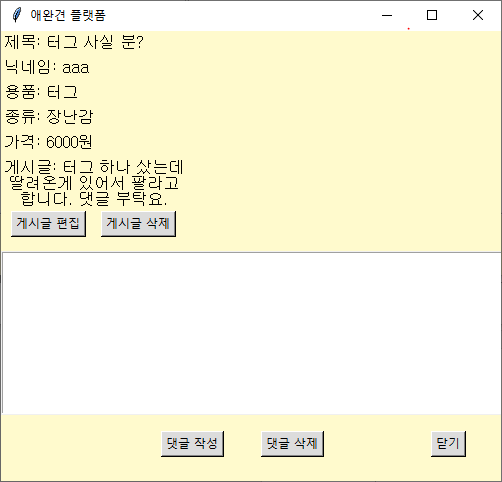 애완견 플랫폼
제목: 터그 사실 분?
닉네임: aaa
용품: 터그
종류: 장난감
가격: 6000원
게시글: 터그 하나 샀는데
딸려온게 있어서 팔라고
합니다. 댓글 부탁요.
게시글 편집 게시글 삭제
댓글 작성 댓글 삭제 닫기